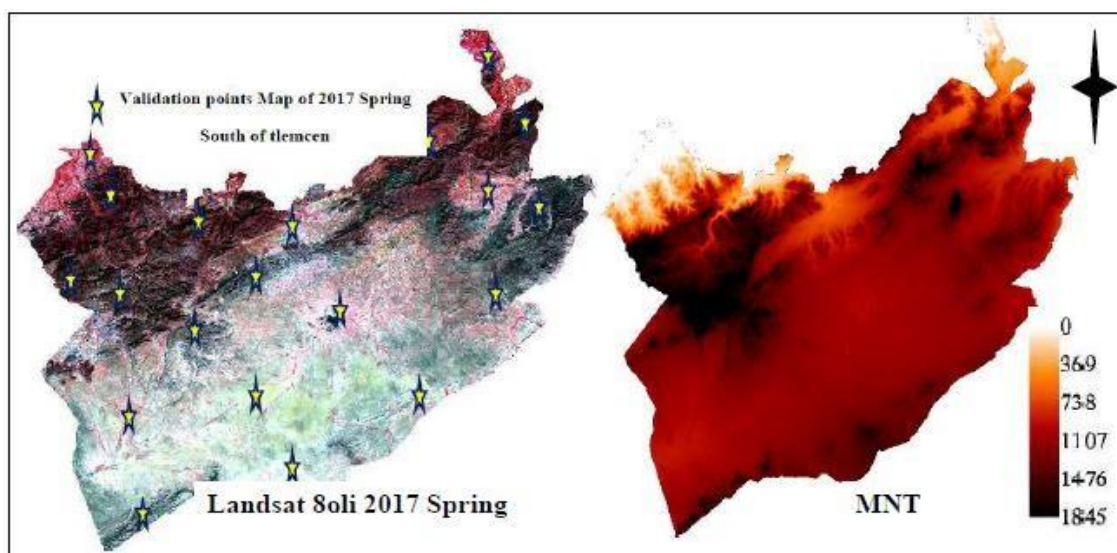 Validation points Map of 2017 Spring
South of tlemcen
Landsat 8oli 2017 Spring
MNT
0
369
738
1107
1476
1845